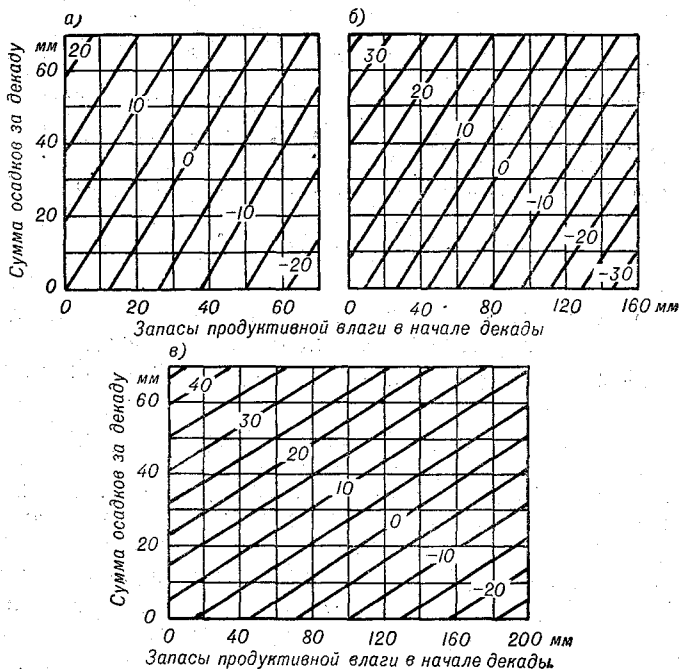 а)
мм
60
40
20
0
Сумма осадков за декаду
20
10
0
-10
-20
0 20 40 60
б)
30
20
10
0
-10
-20
-30
0 40 80 120 160 мм
Запасы продуктивной влаги в начале декады
в)
мм
60
40
20
0
Сумма осадков за декаду
40
30
20
10
0
-10
-20
0 40 80 120 160 200 мм
Запасы продуктивной влаги в начале декады.